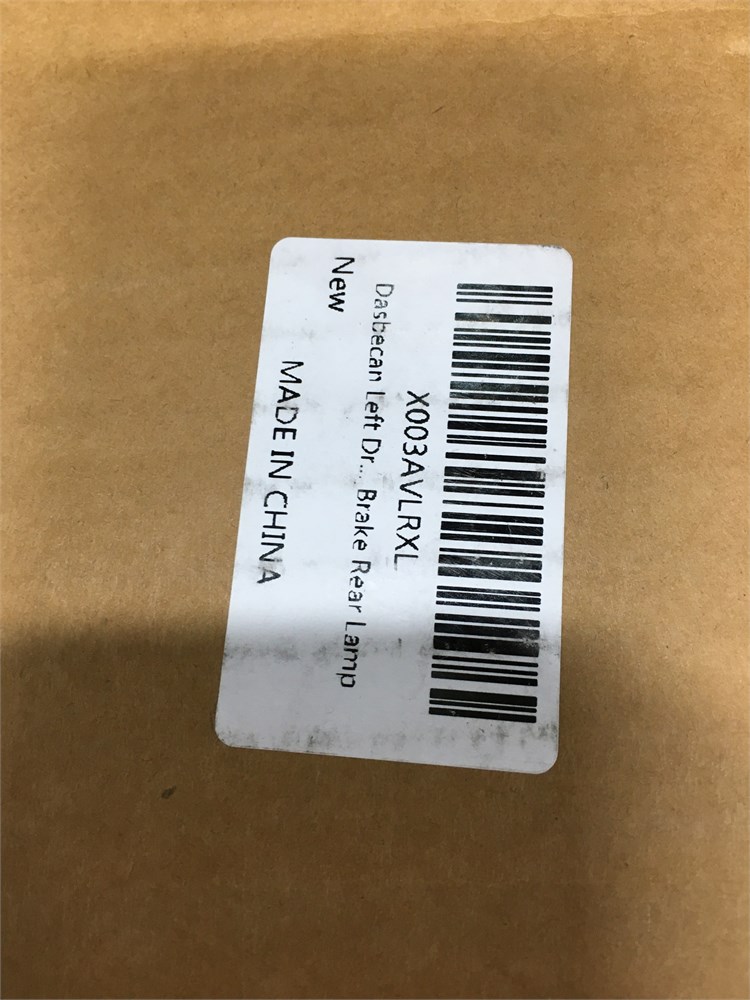 X003AVLRXL
Dasbecan Left Dr... Brake Rear Lamp
New
MADE IN CHINA